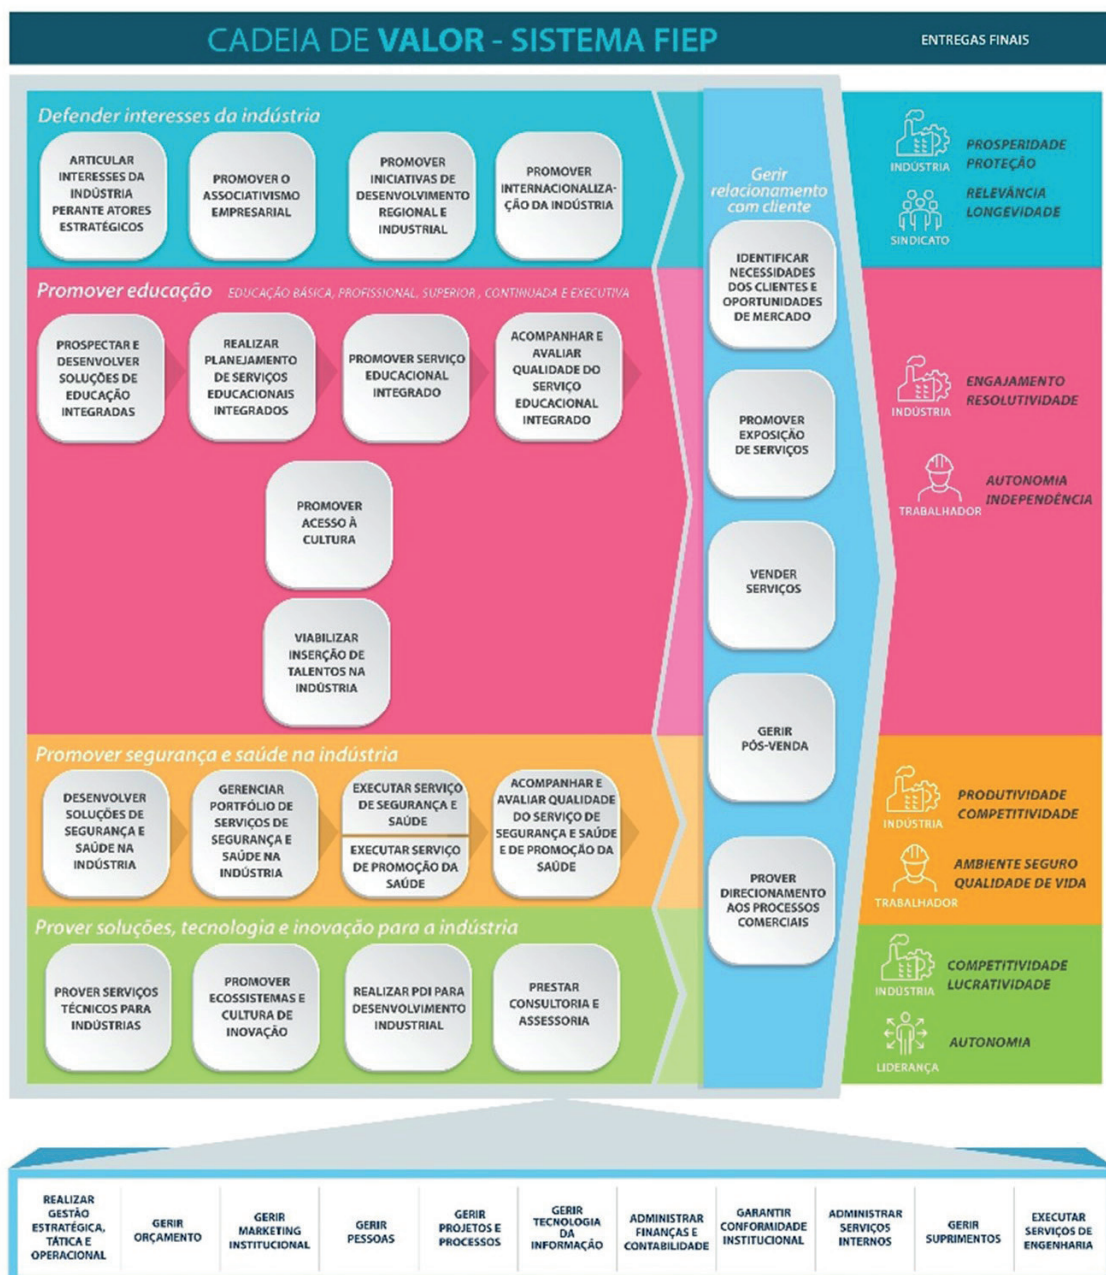 CADEIA DE VALOR - SISTEMA FIEP
ENTREGAS FINAIS
Defender interesses da indústria
ARTICULAR
INTERESSES DA
INDÚSTRIA
PERANTE ATORES
ESTRATÉGICOS
PROMOVER O
ASSOCIATIVISMO
EMPRESARIAL
PROMOVER
INICIATIVAS DE
DESENVOLVIMENTO
REGIONAL E
INDUSTRIAL
PROMOVER
INTERNACIONALIZA-
ÇÃO DA INDÚSTRIA
Promover educação EDUCAÇÃO BÁSICA, PROFISSIONAL, SUPERIOR, CONTINUADA E EXECUTIVA
PROSPECTAR E
DESENVOLVER
SOLUÇÕES DE
EDUCAÇÃO
INTEGRADAS
REALIZAR
PLANEJAMENTO
DE SERVIÇOS
EDUCACIONAIS
INTEGRADOS
PROMOVER SERVIÇO
EDUCACIONAL
INTEGRADO
ACOMPANHAR E
AVALIAR
QUALIDADE DO
SERVIÇO
EDUCACIONAL
INTEGRADO
PROMOVER
ACESSO À
CULTURA
VIABILIZAR
INSERÇÃO DE
TALENTOS NA
INDÚSTRIA
Promover segurança e saúde na indústria
DESENVOLVER
SOLUÇÕES DE
SEGURANÇA E
SAÚDE NA
INDÚSTRIA
GERENCIAR
PORTFÓLIO DE
SERVIÇOS DE
SEGURANÇA E
SAÚDE NA
INDÚSTRIA
EXECUTAR SERVIÇO
DE SEGURANÇA E
SAÚDE
EXECUTAR SERVIÇO
DE PROMOÇÃO DA
SAÚDE
ACOMPANHAR E
AVALIAR QUALIDADE
DO SERVIÇO DE
SEGURANÇA E SAÚDE
E DE PROMOÇÃO DA
SAÚDE
Prover soluções, tecnologia e inovação para a indústria
PROVER SERVIÇOS
TÉCNICOS PARA
INDÚSTRIAS
PROMOVER
ECOSSISTEMAS E
CULTURA DE
INOVAÇÃO
REALIZAR PDI PARA
DESENVOLVIMENTO
INDUSTRIAL
PRESTAR
CONSULTORIA E
ASSESSORIA
Gerir
relacionamento
com cliente
IDENTIFICAR
NECESSIDADES
DOS CLIENTES E
OPORTUNIDADES
DE MERCADO
PROMOVER
EXPOSIÇÃO
DE SERVIÇOS
VENDER
SERVIÇOS
GERIR
PÓS-VENDA
PROVER
DIRECIONAMENTO
AOS PROCESSOS
COMERCIAIS
INDÚSTRIA
PROSPERIDADE
PROTEÇÃO
SINDICATO
RELEVÂNCIA
LONGEVIDADE
INDÚSTRIA
ENGAJAMENTO
RESOLUTIVIDADE
TRABALHADOR
AUTONOMIA
INDEPENDÊNCIA
INDÚSTRIA
PRODUTIVIDADE
COMPETITIVIDADE
TRABALHADOR
AMBIENTE SEGURO
QUALIDADE DE VIDA
INDÚSTRIA
COMPETITIVIDADE
LUCRATIVIDADE
LIDERANÇA
AUTONOMIA
REALIZAR
GESTÃO
ESTRATÉGICA,
TÁTICA E
OPERACIONAL
GERIR
ORÇAMENTO
GERIR
MARKETING
INSTITUCIONAL
GERIR
PESSOAS
GERIR
PROJETOS E
PROCESSOS
GERIR
TECNOLOGIA
DA
INFORMAÇÃO
ADMINISTRAR
FINANÇAS E
CONTABILIDADE
GARANTIR
CONFORMIDADE
INSTITUCIONAL
ADMINISTRAR
SERVIÇOS
INTERNOS
GERIR
SUPRIMENTOS
EXECUTAR
SERVIÇOS DE
ENGENHARIA